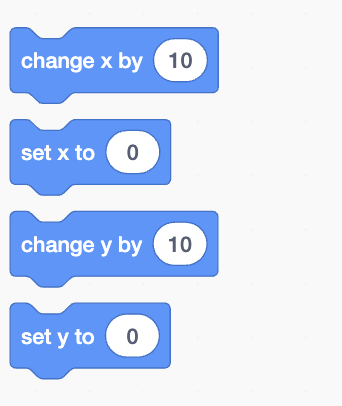 change x by 10
set x to 0
change y by 10
set y to 0